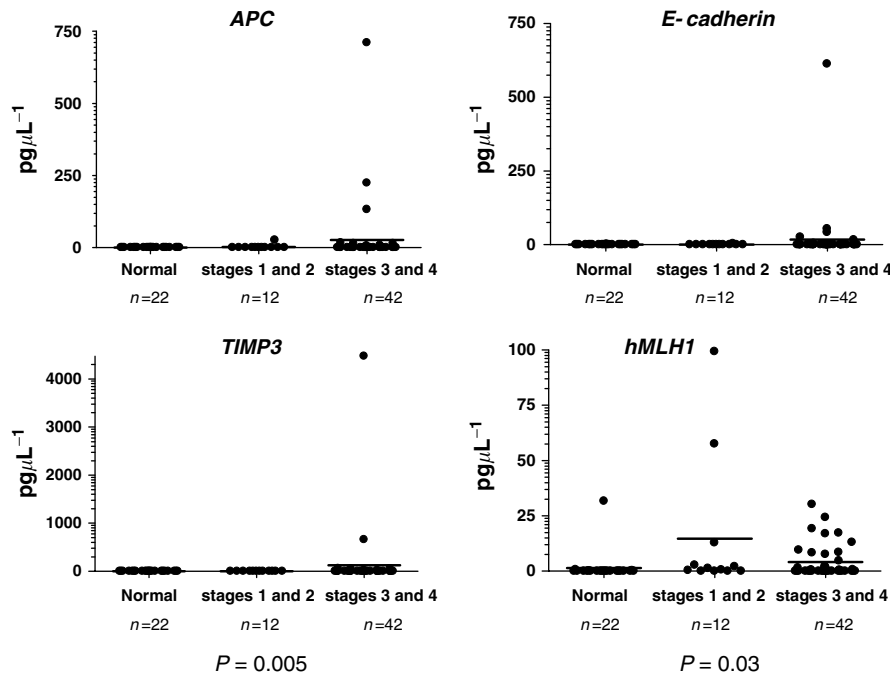 APC
750
500
250
0
pgµL⁻¹
Normal stages 1 and 2 stages 3 and 4
n=22 n=12 n=42
E-cadherin
750
500
250
0
pgµL⁻¹
Normal stages 1 and 2 stages 3 and 4
n=22 n=12 n=42
TIMP3
4000
3000
2000
1000
0
pgµL⁻¹
Normal stages 1 and 2 stages 3 and 4
n=22 n=12 n=42
P = 0.005
hMLH1
100
75
50
25
0
pgµL⁻¹
Normal stages 1 and 2 stages 3 and 4
n=22 n=12 n=42
P = 0.03